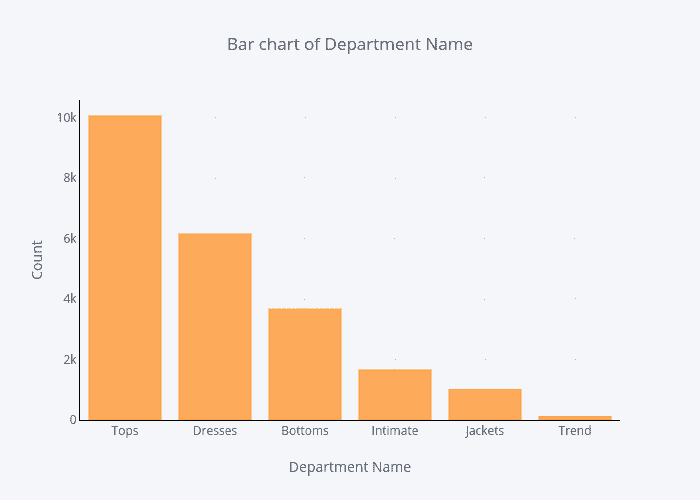 Bar chart of Department Name
10k
8k
6k
4k
2k
0
Count
Tops Dresses Bottoms Intimate Jackets Trend
Department Name